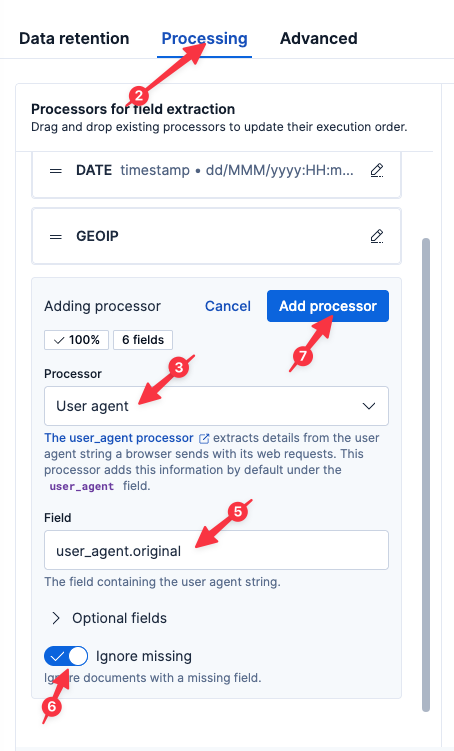 Data retention Processing Advanced
2
Processors for field extraction
Drag and drop existing processors to update their execution order.
DATE timestamp • dd/MMM/yyyy:HH:m...
GEOIP
Adding processor Cancel Add processor
100% 6 fields
7
3
Processor
User agent
The user_agent processor extracts details from the user
agent string a browser sends with its web requests. This
processor adds this information by default under the
user_agent field.
5
Field
user_agent.original
The field containing the user agent string.
Optional fields
Ignore missing
Ignore documents with a missing field.
6